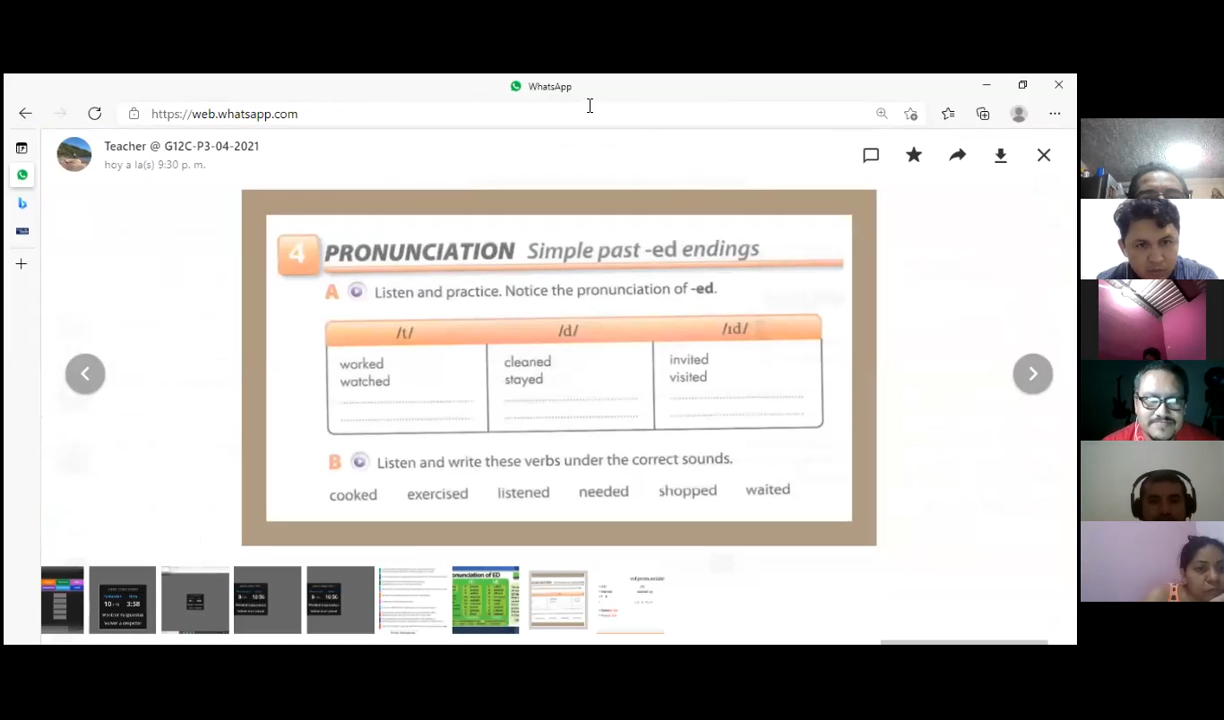 WhatsApp
https://web.whatsapp.com
Teacher @ G12C-P3-04-2021
hoy a la(s) 9:30 p. m.
4 PRONUNCIATION Simple past -ed endings
A Listen and practice. Notice the pronunciation of -ed.
/t/ /d/ /ɪd/
worked cleaned invited
watched stayed visited
B Listen and write these verbs under the correct sounds.
cooked exercised listened needed shopped waited